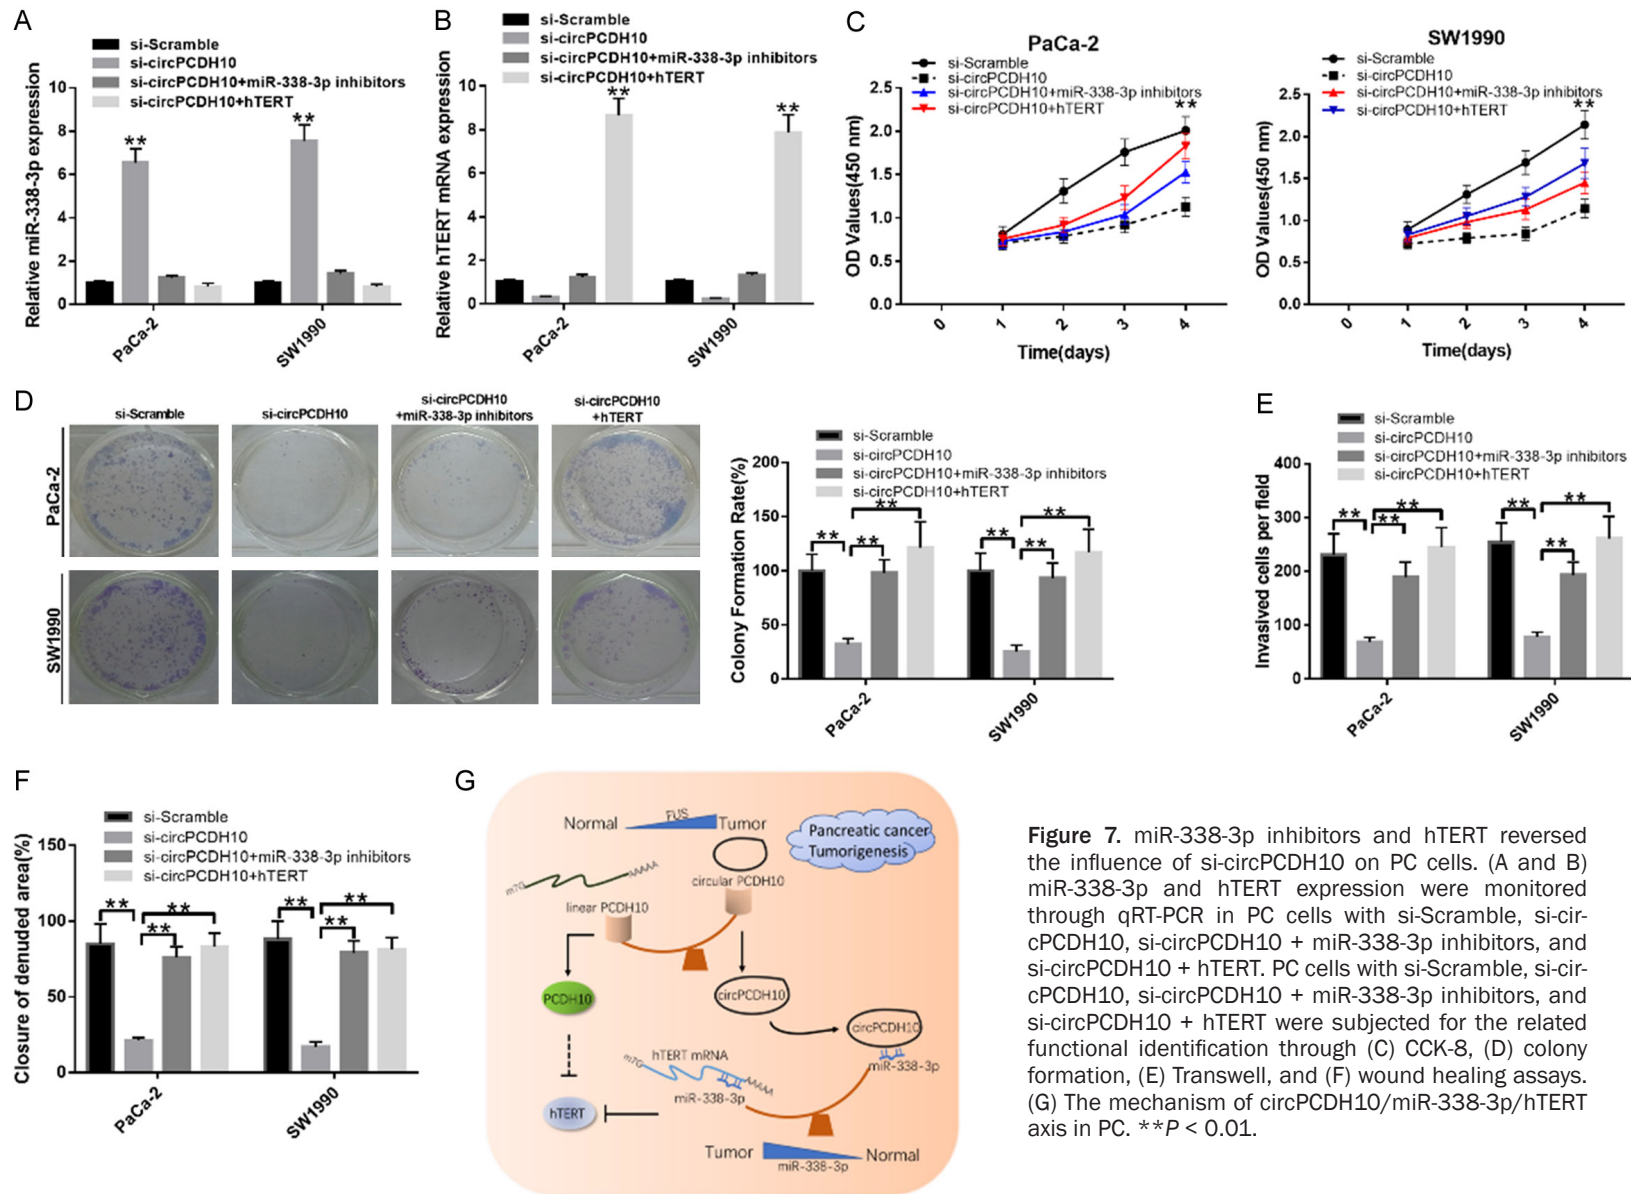 A
si-Scramble
si-circPCDH10
si-circPCDH10+miR-338-3p inhibitors
si-circPCDH10+hTERT
Relative miR-338-3p expression
10
8
6
4
2
0
**
**
PaCa-2
SW1990
B
si-Scramble
si-circPCDH10
si-circPCDH10+miR-338-3p inhibitors
si-circPCDH10+hTERT
Relative hTERT mRNA expression
10
8
6
4
2
0
**
**
PaCa-2
SW1990
C
PaCa-2
si-Scramble
si-circPCDH10
si-circPCDH10+miR-338-3p inhibitors
si-circPCDH10+hTERT
OD Values(450 nm)
2.5
2.0
1.5
1.0
0.5
0.0
**
0 1 2 3 4
Time(days)
SW1990
si-Scramble
si-circPCDH10
si-circPCDH10+miR-338-3p inhibitors
si-circPCDH10+hTERT
OD Values(450 nm)
2.5
2.0
1.5
1.0
0.5
0.0
**
0 1 2 3 4
Time(days)
D
si-Scramble
si-circPCDH10
si-circPCDH10
+miR-338-3p inhibitors
si-circPCDH10
+hTERT
PaCa-2
SW1990
si-Scramble
si-circPCDH10
si-circPCDH10+miR-338-3p inhibitors
si-circPCDH10+hTERT
Colony Formation Rate(%)
200
150
100
50
0
** ** **
** ** **
PaCa-2
SW1990
E
si-Scramble
si-circPCDH10
si-circPCDH10+miR-338-3p inhibitors
si-circPCDH10+hTERT
Invasived cells per field
400
300
200
100
0
** ** **
** ** **
PaCa-2
SW1990
F
si-Scramble
si-circPCDH10
si-circPCDH10+miR-338-3p inhibitors
si-circPCDH10+hTERT
Closure of denuded area(%)
150
100
50
0
** ** **
** ** **
PaCa-2
SW1990
G
Normal
FUS
Tumor
Pancreatic cancer
Tumorigenesis
m7G
AAAAA
circular PCDH10
linear PCDH10
PCDH10
circPCDH10
circPCDH10
miR-338-3p
hTERT mRNA
m7G
AAAAA
miR-338-3p
hTERT
Tumor
miR-338-3p
Normal
Figure 7. miR-338-3p inhibitors and hTERT reversed
the influence of si-circPCDH10 on PC cells. (A and B)
miR-338-3p and hTERT expression were monitored
through qRT-PCR in PC cells with si-Scramble, si-cir-
cPCDH10, si-circPCDH10 + miR-338-3p inhibitors, and
si-circPCDH10 + hTERT. PC cells with si-Scramble, si-cir-
cPCDH10, si-circPCDH10 + miR-338-3p inhibitors, and
si-circPCDH10 + hTERT were subjected for the related
functional identification through (C) CCK-8, (D) colony
formation, (E) Transwell, and (F) wound healing assays.
(G) The mechanism of circPCDH10/miR-338-3p/hTERT
axis in PC. **P < 0.01.